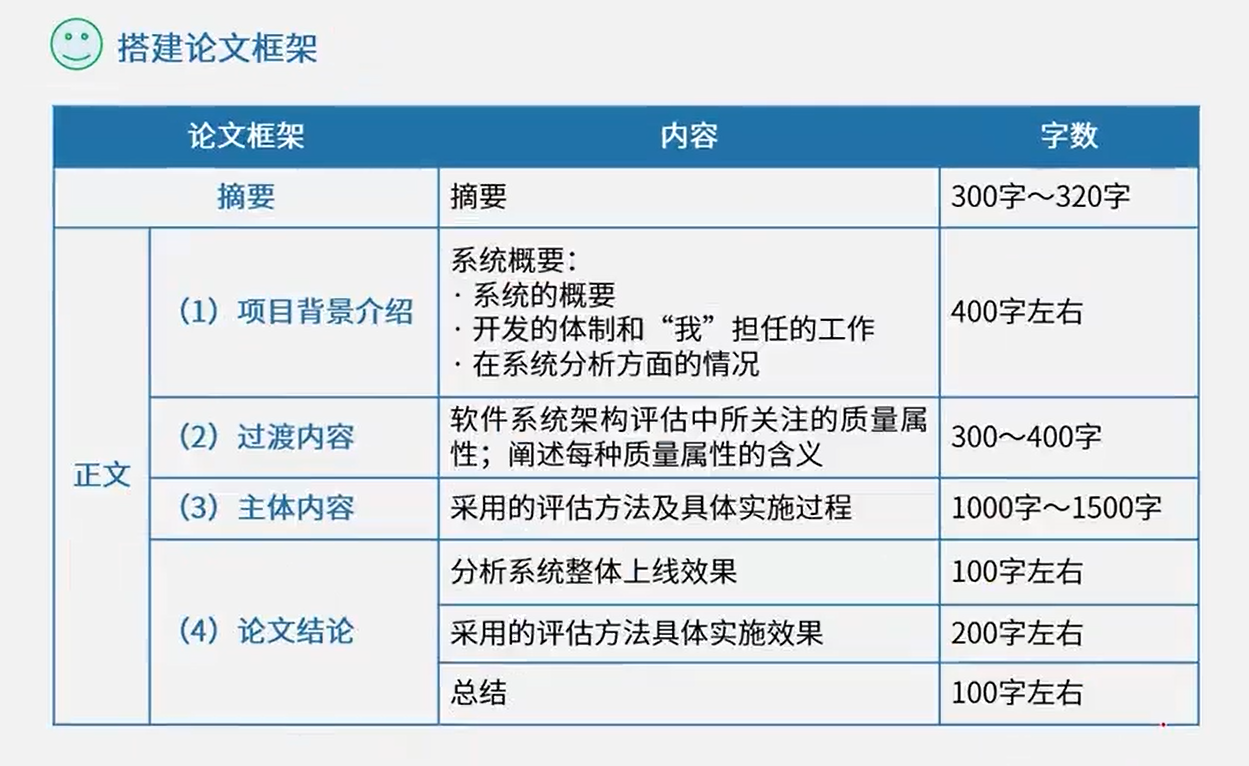 搭建论文框架
论文框架 内容 字数
摘要 摘要 300字～320字
正文
（1）项目背景介绍
系统概要：
· 系统的概要
· 开发的体制和“我”担任的工作
· 在系统分析方面的情况
400字左右
（2）过渡内容
软件系统架构评估中所关注的质量属
性；阐述每种质量属性的含义
300～400字
（3）主体内容 采用的评估方法及具体实施过程 1000字～1500字
（4）论文结论
分析系统整体上线效果 100字左右
采用的评估方法具体实施效果 200字左右
总结 100字左右